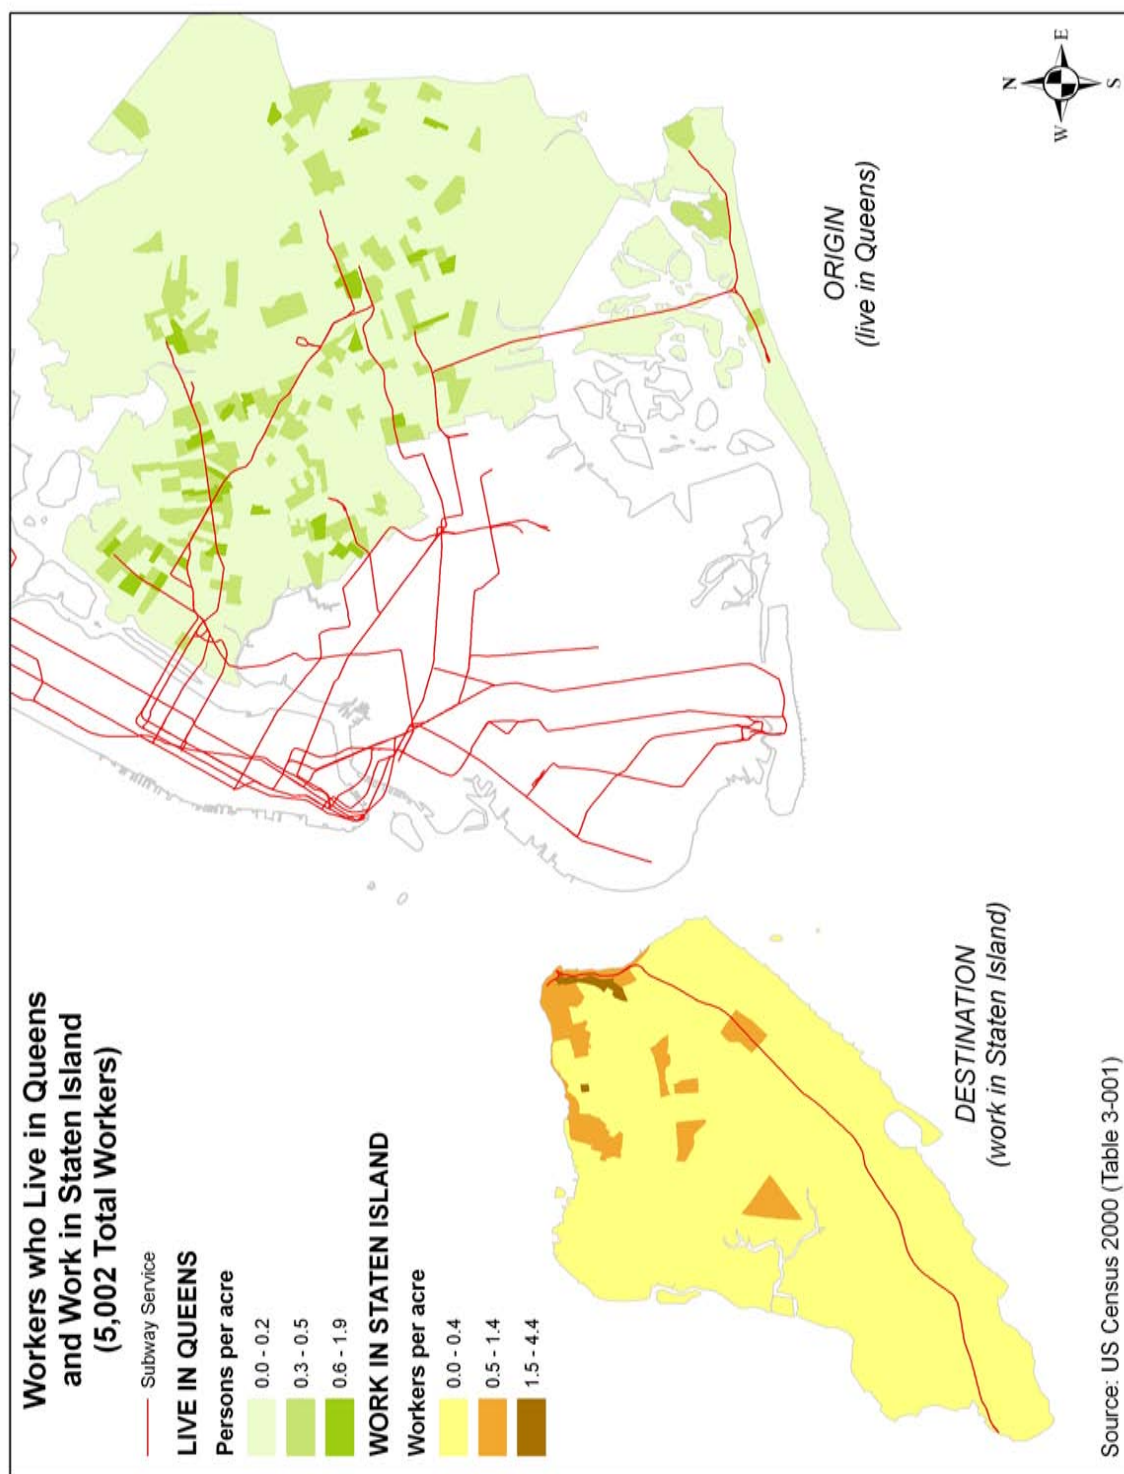 Workers who Live in Queens
and Work in Staten Island
(5,002 Total Workers)
Subway Service
LIVE IN QUEENS
Persons per acre
0.0 - 0.2
0.3 - 0.5
0.6 - 1.9
WORK IN STATEN ISLAND
Workers per acre
0.0 - 0.4
0.5 - 1.4
1.5 - 4.4
DESTINATION
(work in Staten Island)
ORIGIN
(live in Queens)
N
W
E
S
Source: US Census 2000 (Table 3-001)